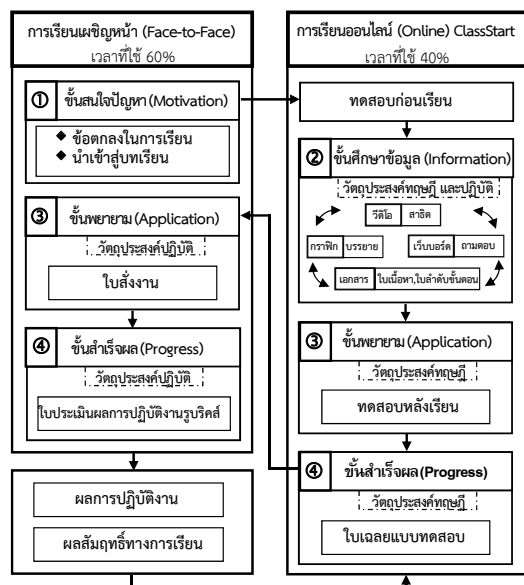 การเรียนเผชิญหน้า (Face-to-Face)
เวลาที่ใช้ 60%
① ขั้นสนใจปัญหา (Motivation)
◆ ข้อตกลงในการเรียน
◆ นำเข้าสู่บทเรียน
③ ขั้นพยายาม (Application)
วัตถุประสงค์ปฏิบัติ
ใบสั่งงาน
④ ขั้นสำเร็จผล (Progress)
วัตถุประสงค์ปฏิบัติ
ใบประเมินผลการปฏิบัติงานรูบริคส์
ผลการปฏิบัติงาน
ผลสัมฤทธิ์ทางการเรียน
การเรียนออนไลน์ (Online) ClassStart
เวลาที่ใช้ 40%
ทดสอบก่อนเรียน
② ขั้นศึกษาข้อมูล (Information)
วัตถุประสงค์ทฤษฎี และปฏิบัติ
วีดีโอ สาธิต
กราฟิก บรรยาย เว็บบอร์ด ถามตอบ
เอกสาร ใบเนื้อหา,ใบลำดับขั้นตอน
③ ขั้นพยายาม (Application)
วัตถุประสงค์ทฤษฎี
ทดสอบหลังเรียน
④ ขั้นสำเร็จผล (Progress)
วัตถุประสงค์ทฤษฎี
ใบเฉลยแบบทดสอบ